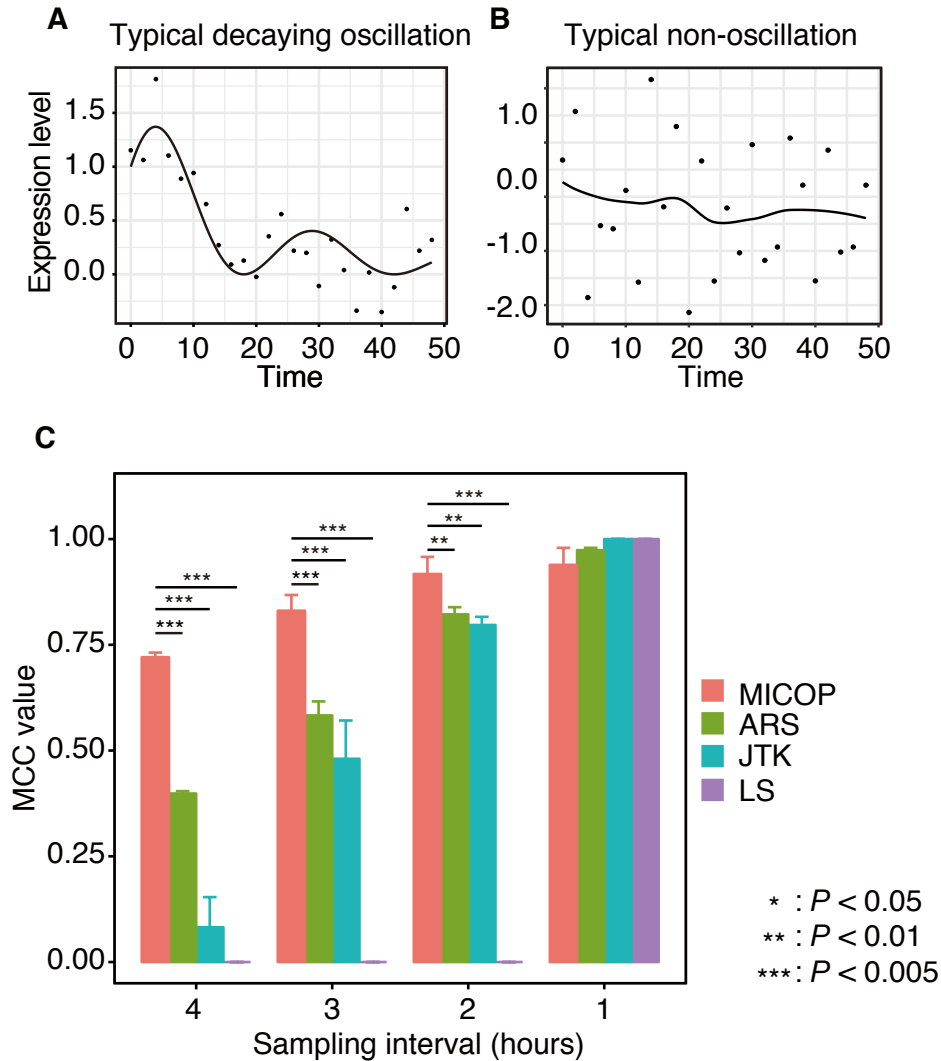 A
Typical decaying oscillation
Expression level
1.5
1.0
0.5
0.0
0 10 20 30 40 50
Time
B
Typical non-oscillation
1.0
0.0
-1.0
-2.0
0 10 20 30 40 50
Time
C
MCC value
1.00
0.75
0.50
0.25
0.00
***
***
***
***
***
***
***
**
**
4 3 2 1
Sampling interval (hours)
MICOP
ARS
JTK
LS
* : P < 0.05
** : P < 0.01
*** : P < 0.005